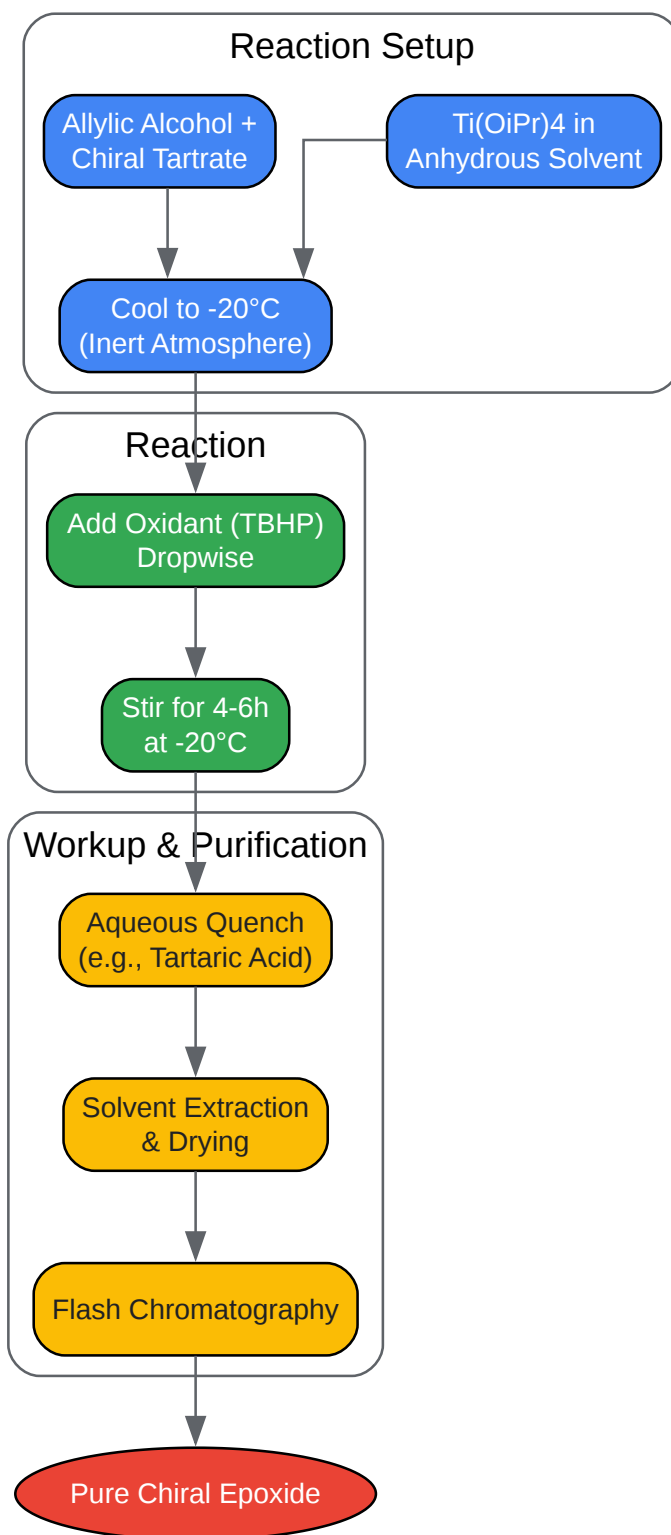 Reaction Setup
Allylic Alcohol +
Chiral Tartrate
Ti(OiPr)4 in
Anhydrous Solvent
Cool to -20°C
(Inert Atmosphere)
Reaction
Add Oxidant (TBHP)
Dropwise
Stir for 4-6h
at -20°C
Workup & Purification
Aqueous Quench
(e.g., Tartaric Acid)
Solvent Extraction
& Drying
Flash Chromatography
Pure Chiral Epoxide